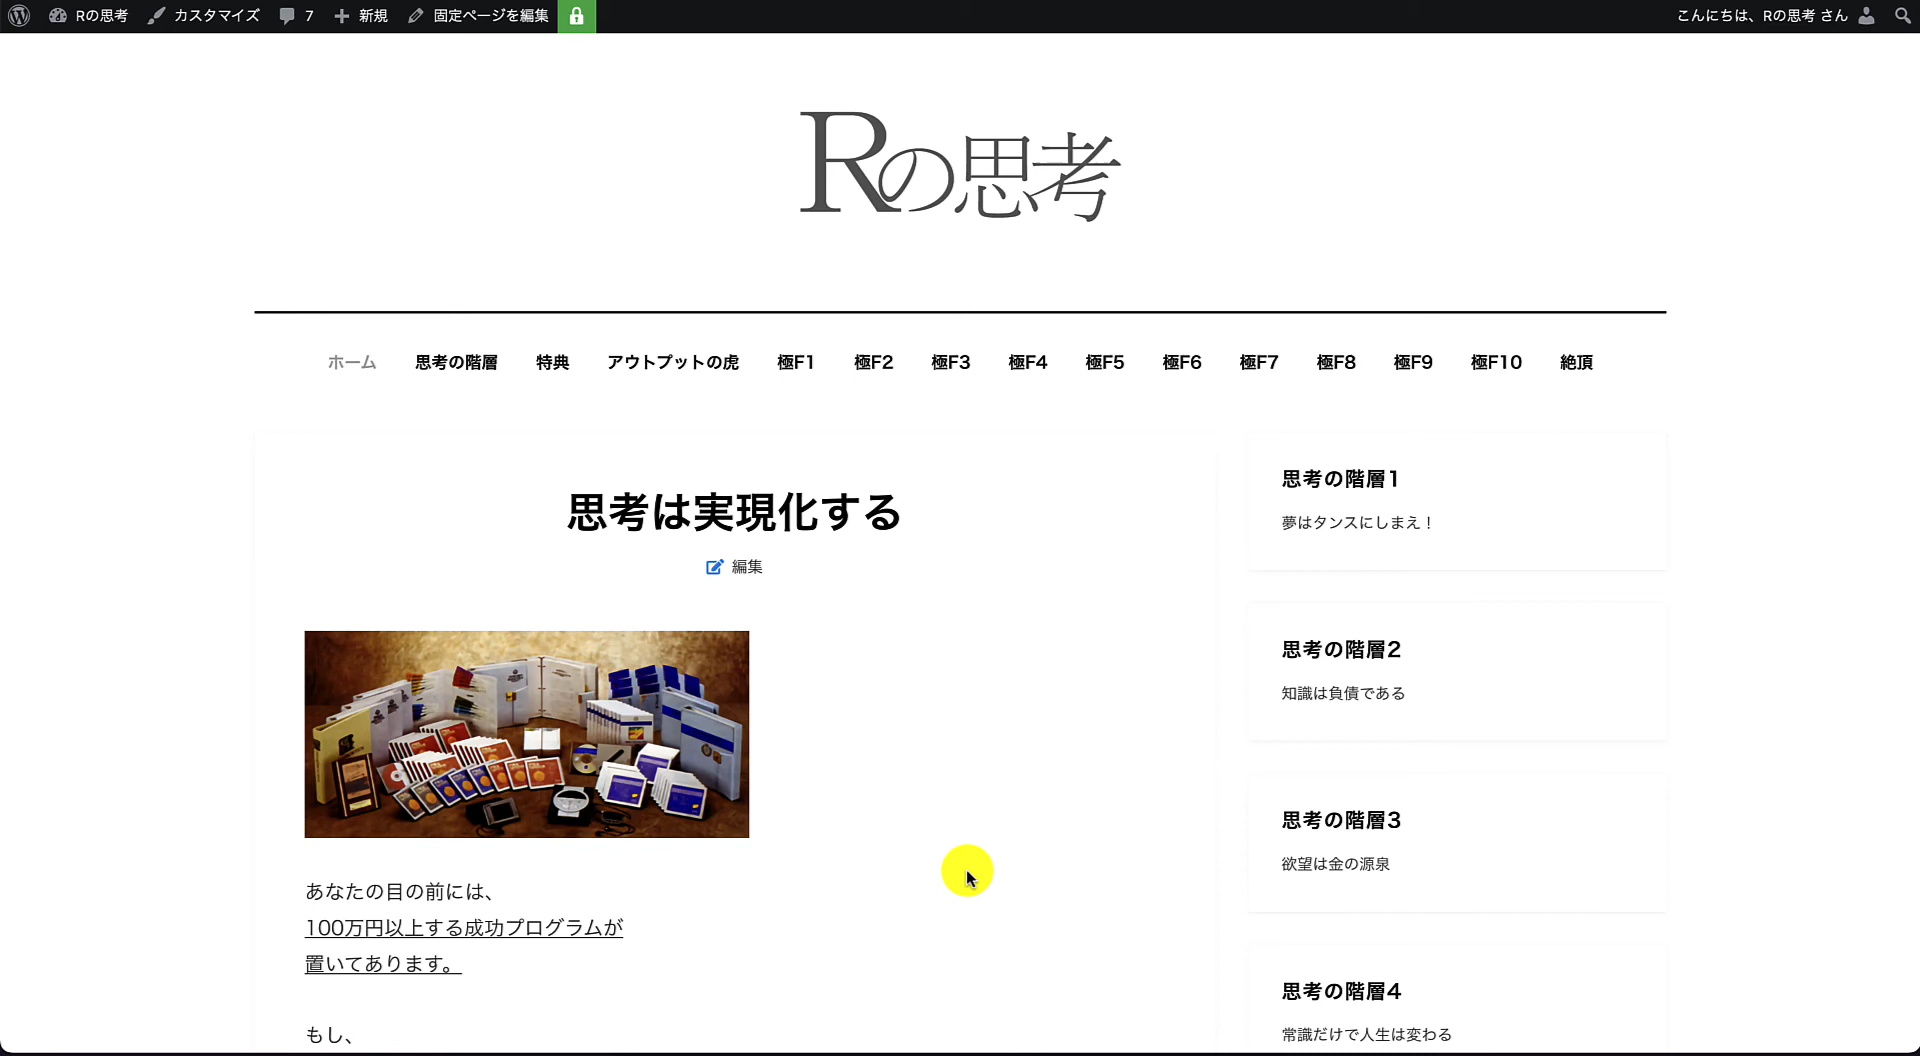 Rの思考
カスタマイズ
7
新規
固定ページを編集
こんにちは、Rの思考 さん
Rの思考
ホーム
思考の階層
特典
アウトプットの虎
極F1
極F2
極F3
極F4
極F5
極F6
極F7
極F8
極F9
極F10
絶頂
思考は実現化する
編集
あなたの目の前には、
100万円以上する成功プログラムが
置いてあります。
もし、
思考の階層1
夢はタンスにしまえ！
思考の階層2
知識は負債である
思考の階層3
欲望は金の源泉
思考の階層4
常識だけで人生は変わる